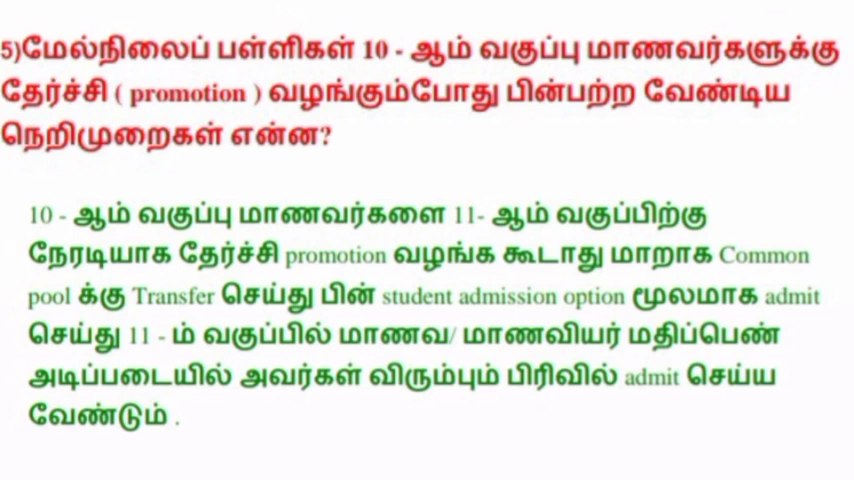 5)மேல்நிலைப் பள்ளிகள் 10 - ஆம் வகுப்பு மாணவர்களுக்கு
தேர்ச்சி ( promotion ) வழங்கும்போது பின்பற்ற வேண்டிய
நெறிமுறைகள் என்ன?
10 - ஆம் வகுப்பு மாணவர்களை 11- ஆம் வகுப்பிற்கு
நேரடியாக தேர்ச்சி promotion வழங்க கூடாது மாறாக Common
pool க்கு Transfer செய்து பின் student admission option மூலமாக admit
செய்து 11 - ம் வகுப்பில் மாணவ/ மாணவியர் மதிப்பெண்
அடிப்படையில் அவர்கள் விரும்பும் பிரிவில் admit செய்ய
வேண்டும் .